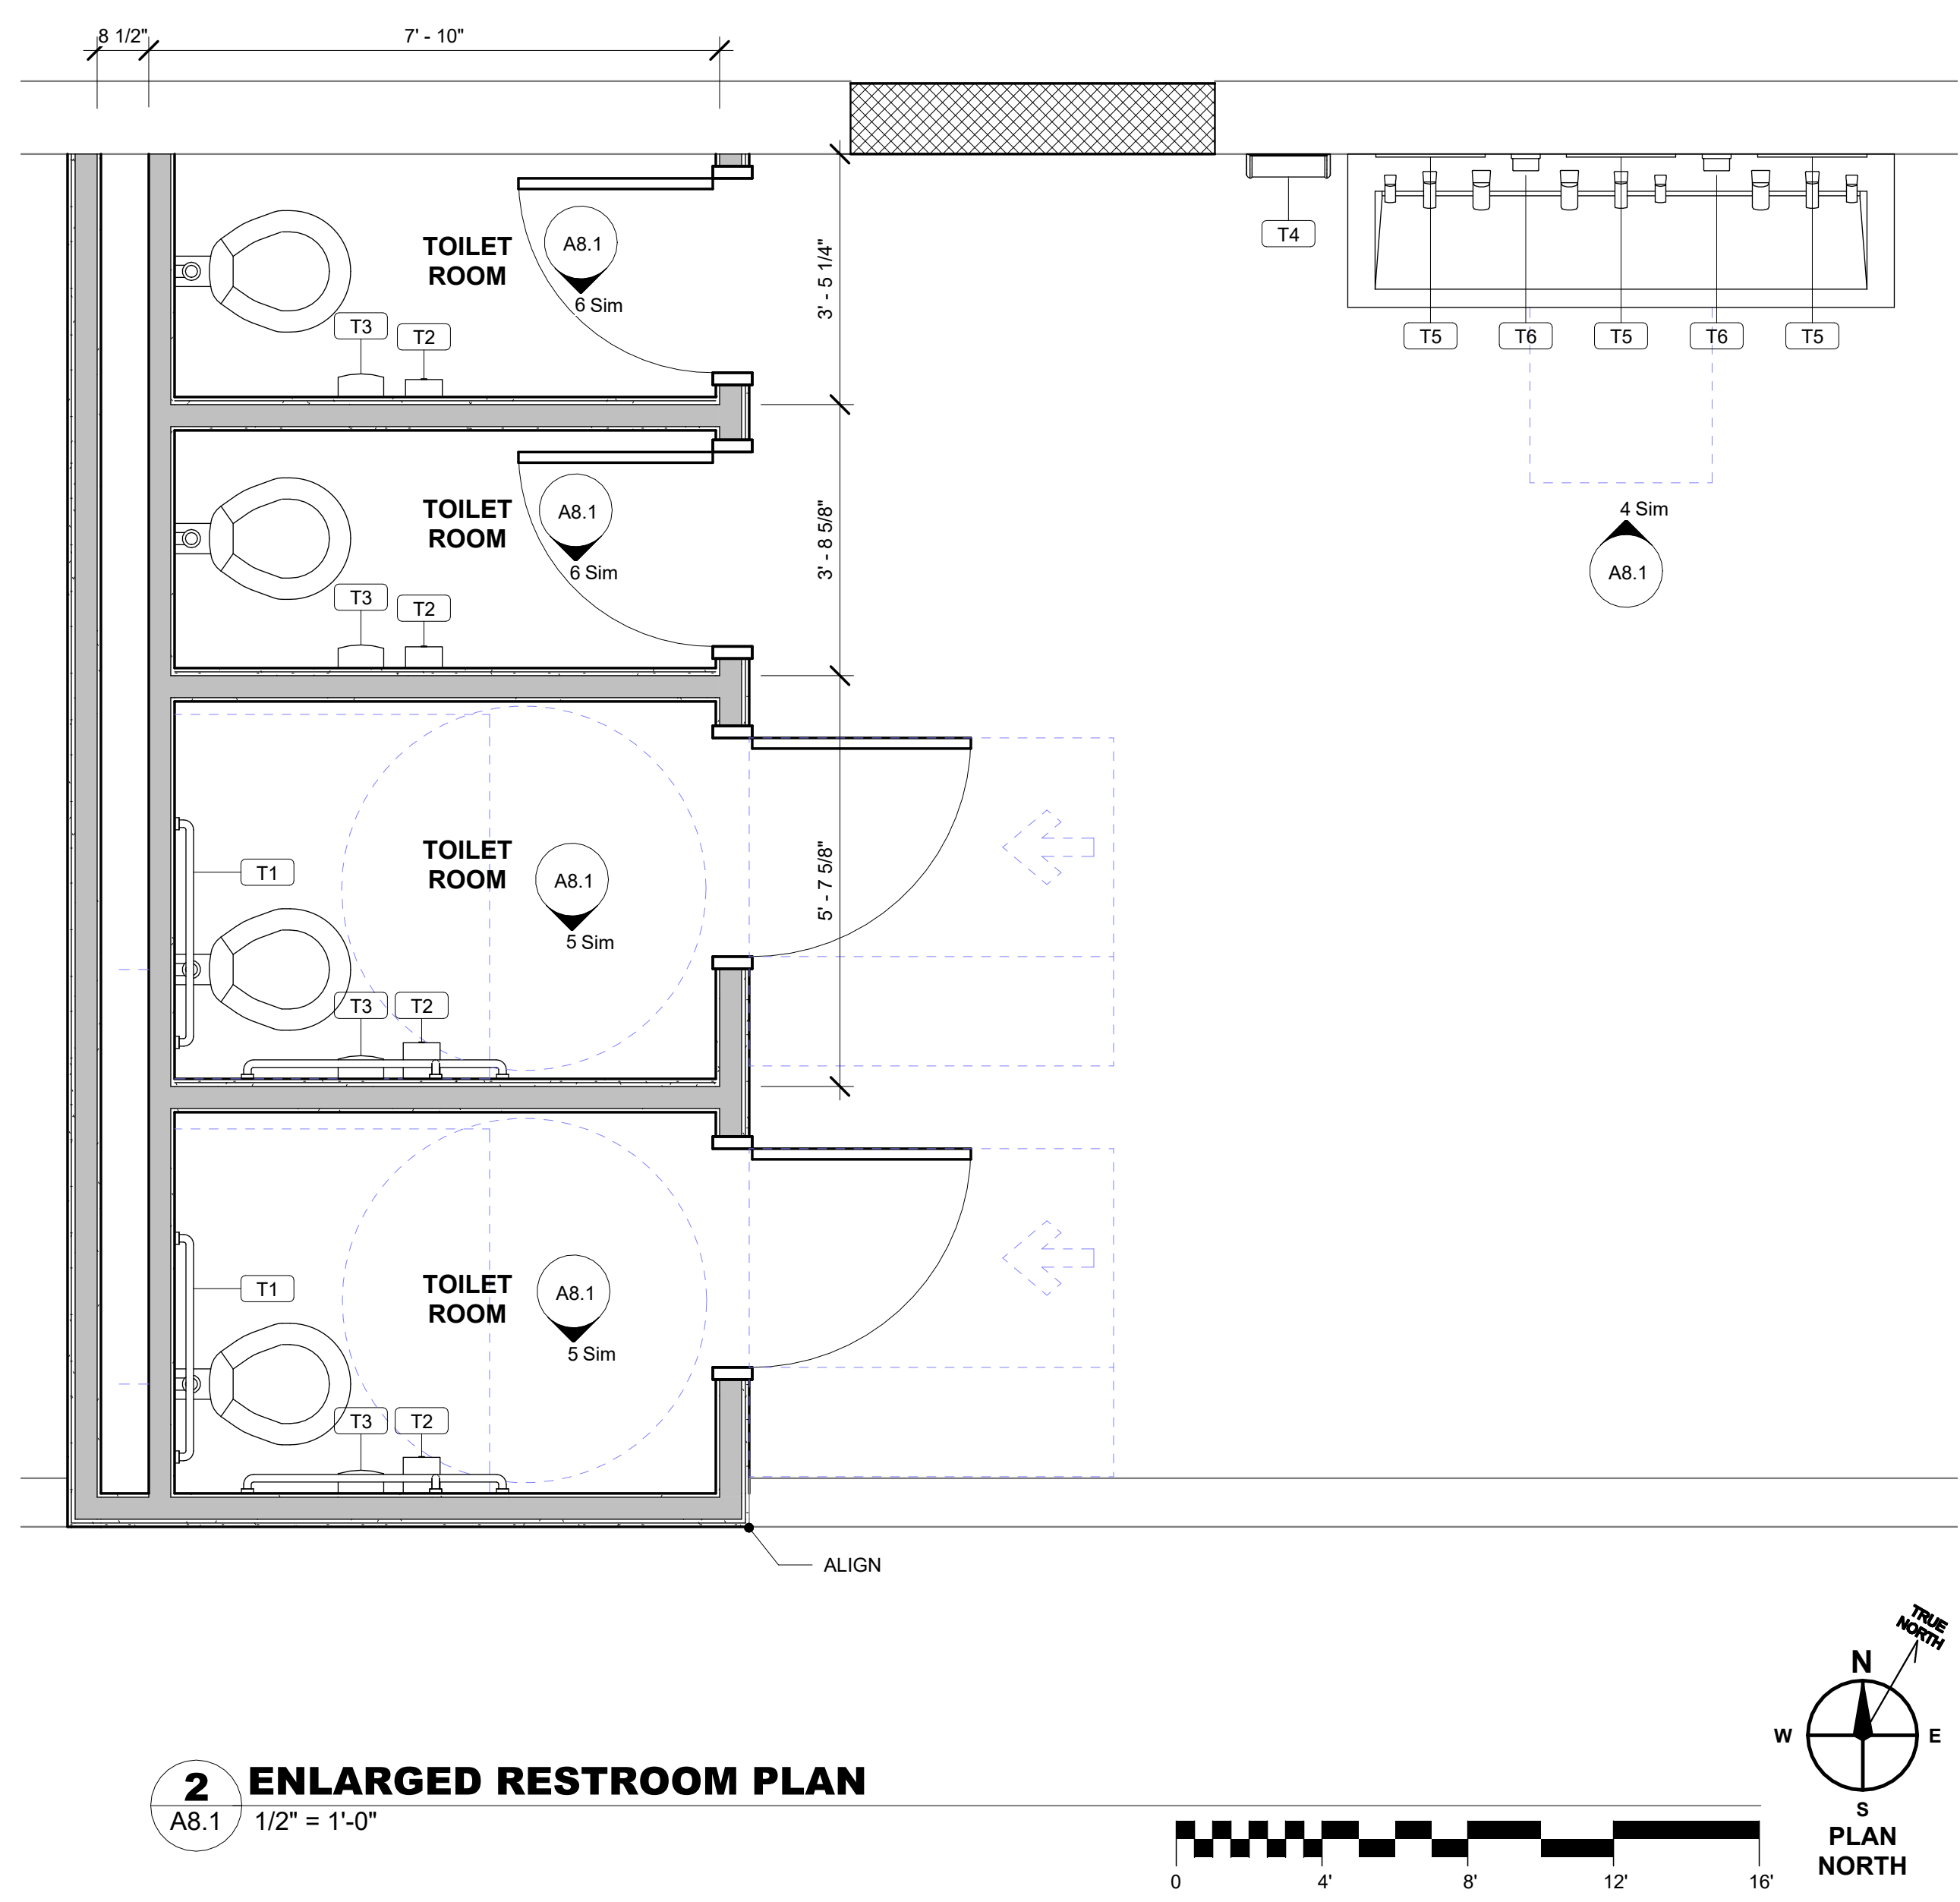 8 1/2"
7' - 10"
TOILET
ROOM
A8.1
6 Sim
T3
T2
3' - 5 1/4"
T4
T5
T6
T5
T6
T5
TOILET
ROOM
A8.1
6 Sim
T3
T2
3' - 8 5/8"
4 Sim
A8.1
TOILET
ROOM
A8.1
5 Sim
T1
T3
T2
5' - 7 5/8"
TOILET
ROOM
A8.1
5 Sim
T1
T3
T2
ALIGN
TRUE
NORTH
N
W
E
S
PLAN
NORTH
2
ENLARGED RESTROOM PLAN
A8.1
1/2" = 1'-0"
0
4'
8'
12'
16'